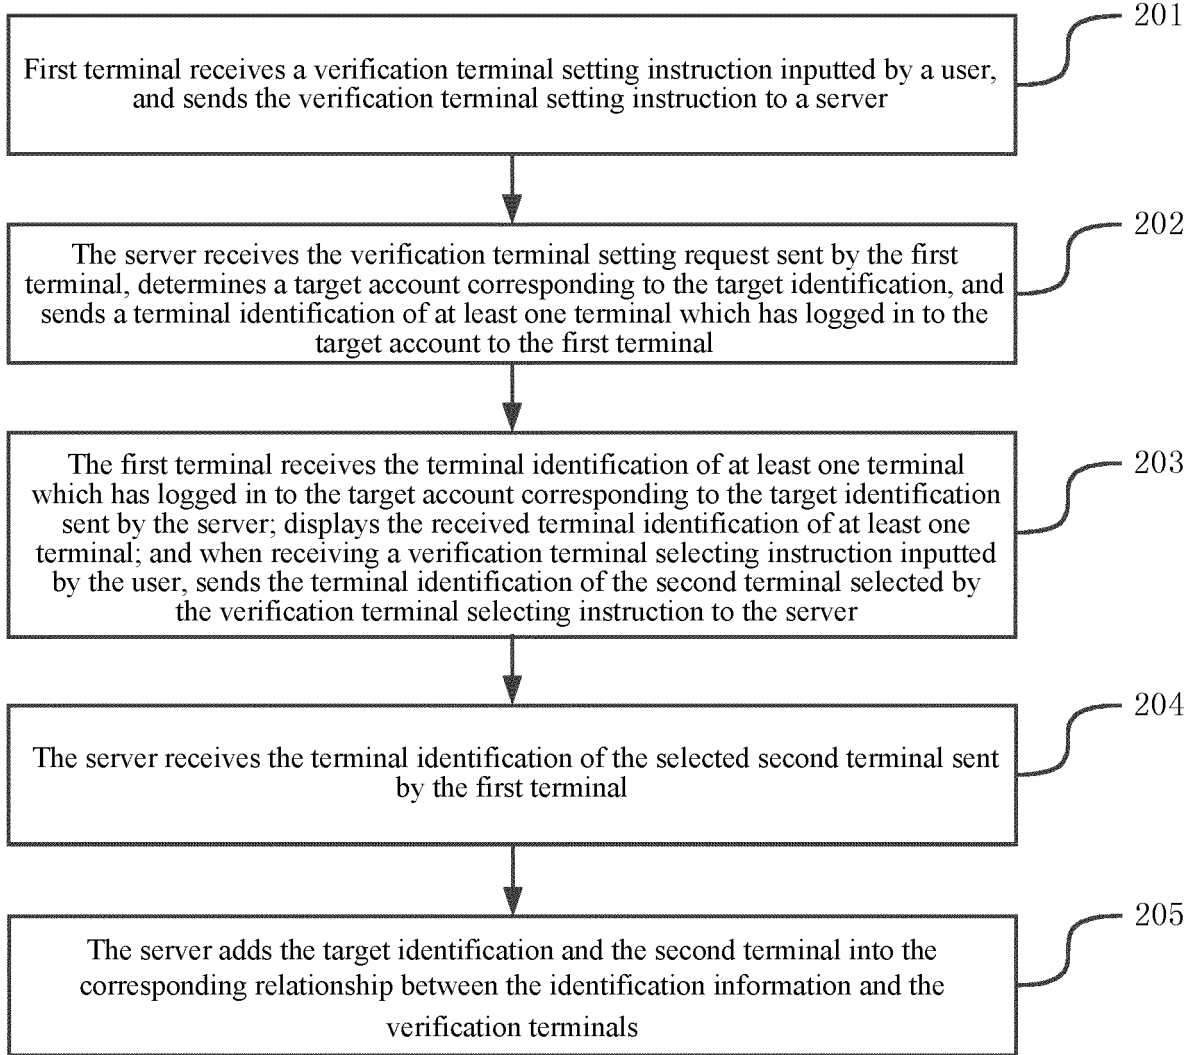 201
First terminal receives a verification terminal setting instruction inputted by a user,
and sends the verification terminal setting instruction to a server
202
The server receives the verification terminal setting request sent by the first
terminal, determines a target account corresponding to the target identification, and
sends a terminal identification of at least one terminal which has logged in to the
target account to the first terminal
203
The first terminal receives the terminal identification of at least one terminal
which has logged in to the target account corresponding to the target identification
sent by the server; displays the received terminal identification of at least one
terminal; and when receiving a verification terminal selecting instruction inputted
by the user, sends the terminal identification of the second terminal selected by
the verification terminal selecting instruction to the server
204
The server receives the terminal identification of the selected second terminal sent
by the first terminal
205
The server adds the target identification and the second terminal into the
corresponding relationship between the identification information and the
verification terminals